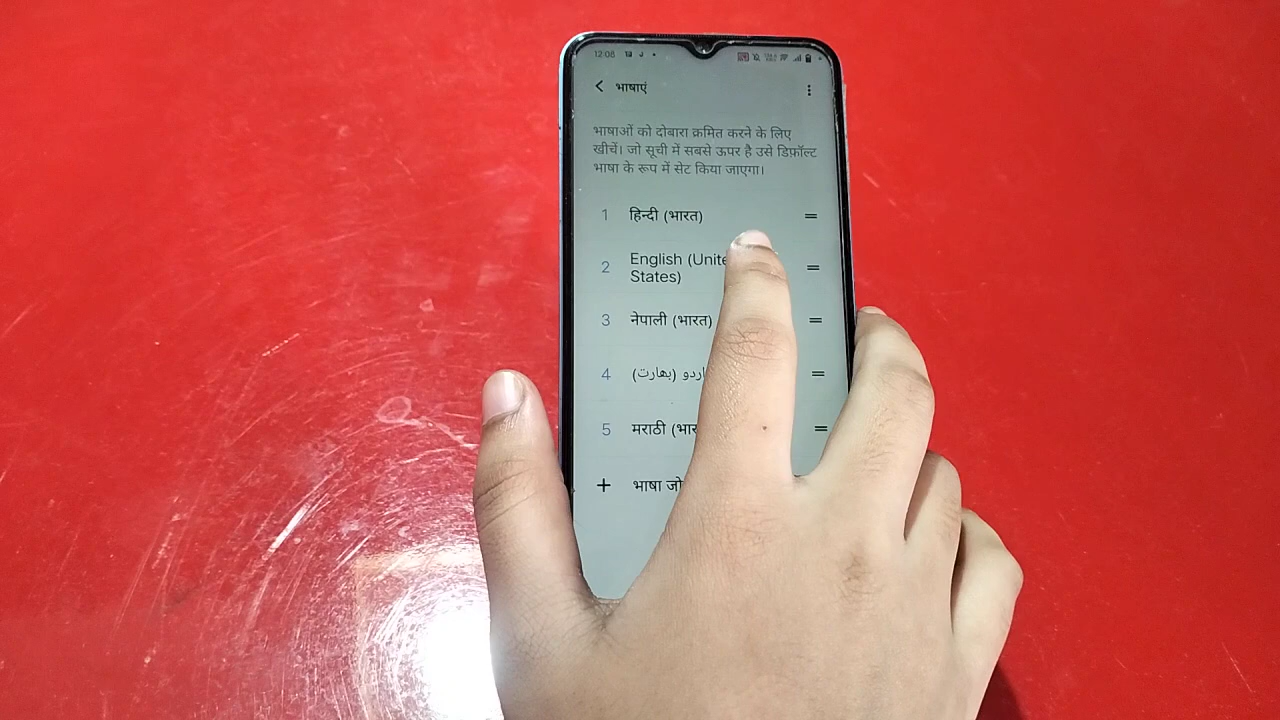 12:08
भाषाएं
भाषाओं को दोबारा क्रमित करने के लिए
खीचें। जो सूची में सबसे ऊपर है उसे डिफ़ॉल्ट
भाषा के रूप में सेट किया जाएगा।
1 हिन्दी (भारत)
2 English
States)
3 नेपाली (भारत)
4 اردو (بھارت)
5 मराठी
+ भाषा